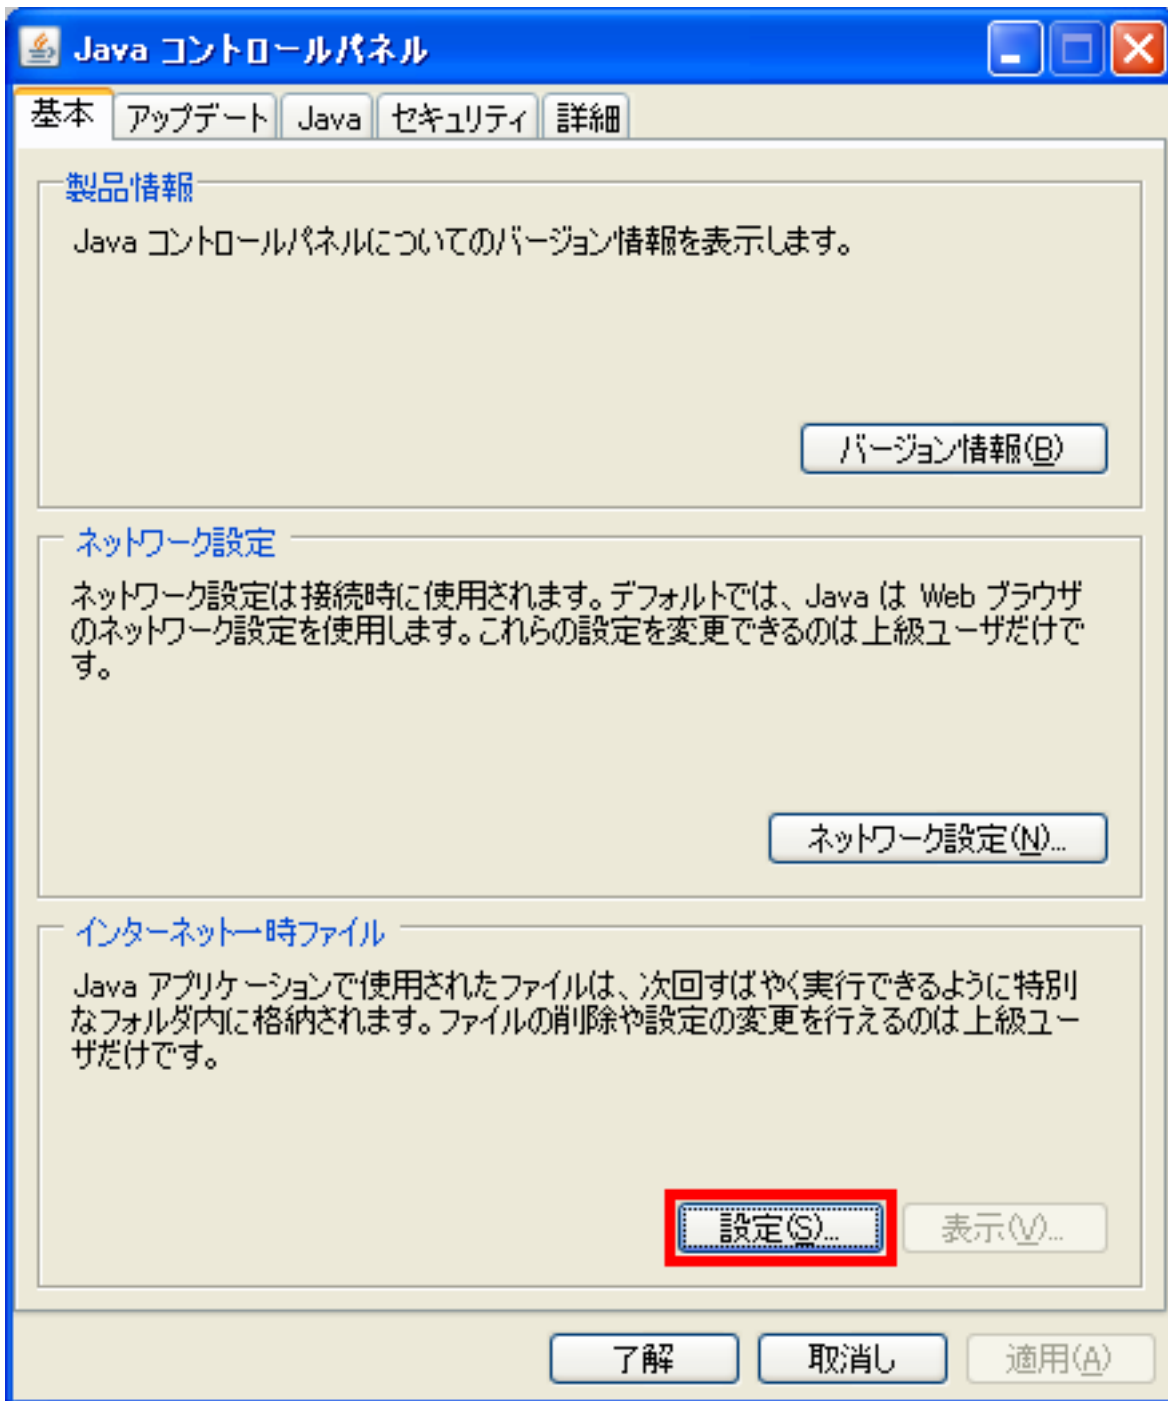 Java コントロールパネル
基本 アップデート Java セキュリティ 詳細
製品情報
Java コントロールパネルについてのバージョン情報を表示します。
バージョン情報(B)
ネットワーク設定
ネットワーク設定は接続時に使用されます。デフォルトでは、Java は Web ブラウザ
のネットワーク設定を使用します。これらの設定を変更できるのは上級ユーザだけで
す。
ネットワーク設定(N)...
インターネット一時ファイル
Java アプリケーションで使用されたファイルは、次回すばやく実行できるように特別
なフォルダ内に格納されます。ファイルの削除や設定の変更を行えるのは上級ユー
ザだけです。
設定(S)... 表示(V)...
了解 取消し 適用(A)